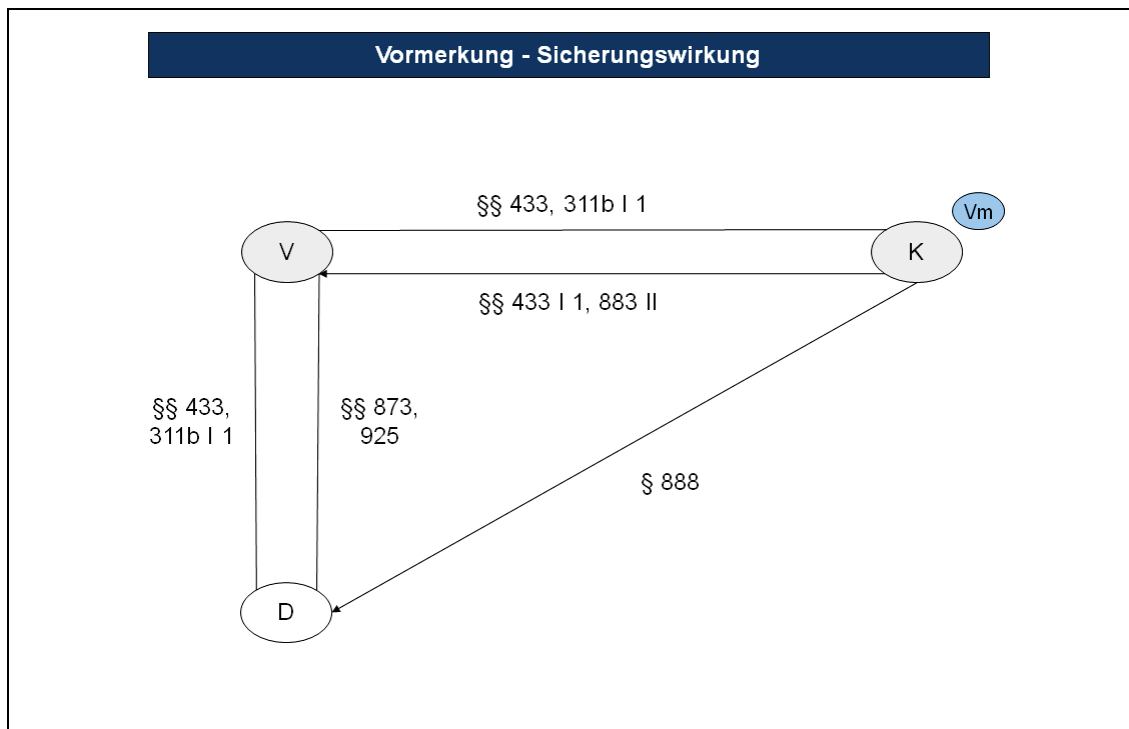 Vormerkung - Sicherungswirkung
§§ 433, 311b I 1
Vm
V
K
§§ 433 I 1, 883 II
§§ 433,
311b I 1
§§ 873,
925
§ 888
D